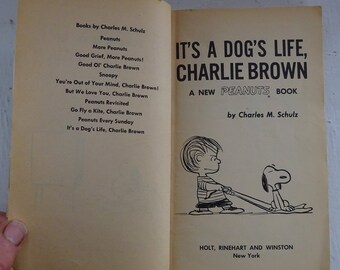 Books by Charles M. Schulz
Peanuts
More Peanuts
Good Grief, More Peanuts!
Good Ol' Charlie Brown
Snoopy
You're Out of Your Mind, Charlie Brown!
But We Love You, Charlie Brown
Peanuts Revisited
Go Fly a Kite, Charlie Brown
Peanuts Every Sunday
It's a Dog's Life, Charlie Brown
IT'S A DOG'S LIFE,
CHARLIE BROWN
A NEW PEANUTS BOOK
by Charles M. Schulz
HOLT, RINEHART AND WINSTON
New York